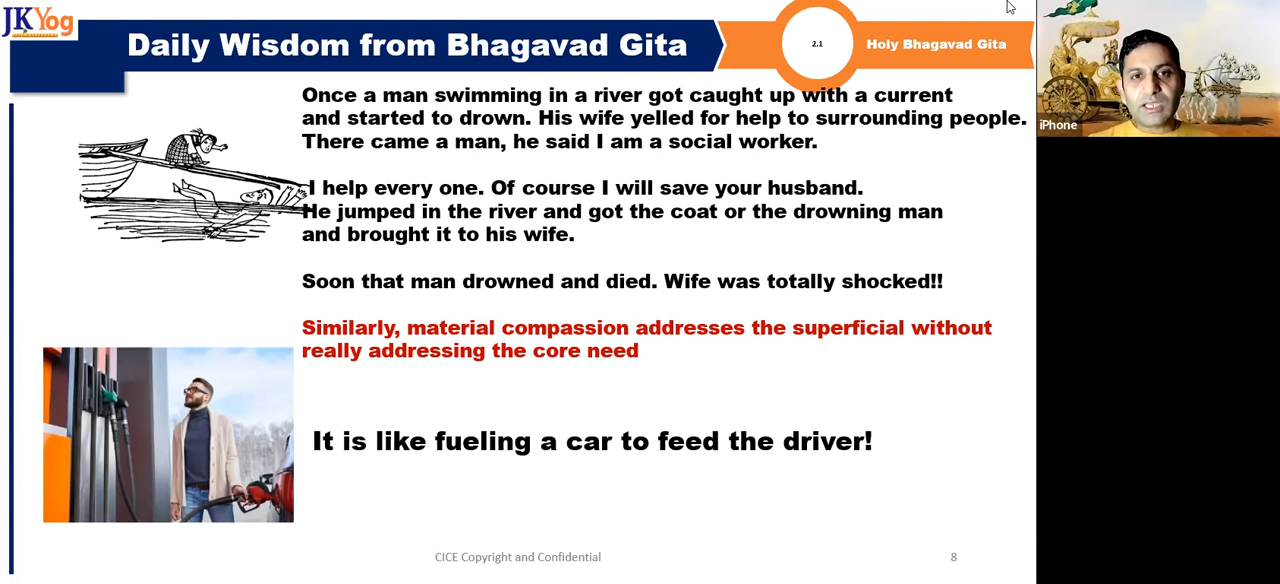 JKYog
Daily Wisdom from Bhagavad Gita
2.1
Holy Bhagavad Gita
Once a man swimming in a river got caught up with a current
and started to drown. His wife yelled for help to surrounding people.
There came a man, he said I am a social worker.
I help every one. Of course I will save your husband.
He jumped in the river and got the coat or the drowning man
and brought it to his wife.
Soon that man drowned and died. Wife was totally shocked!!
Similarly, material compassion addresses the superficial without
really addressing the core need
It is like fueling a car to feed the driver!
CICE Copyright and Confidential
8
iPhone